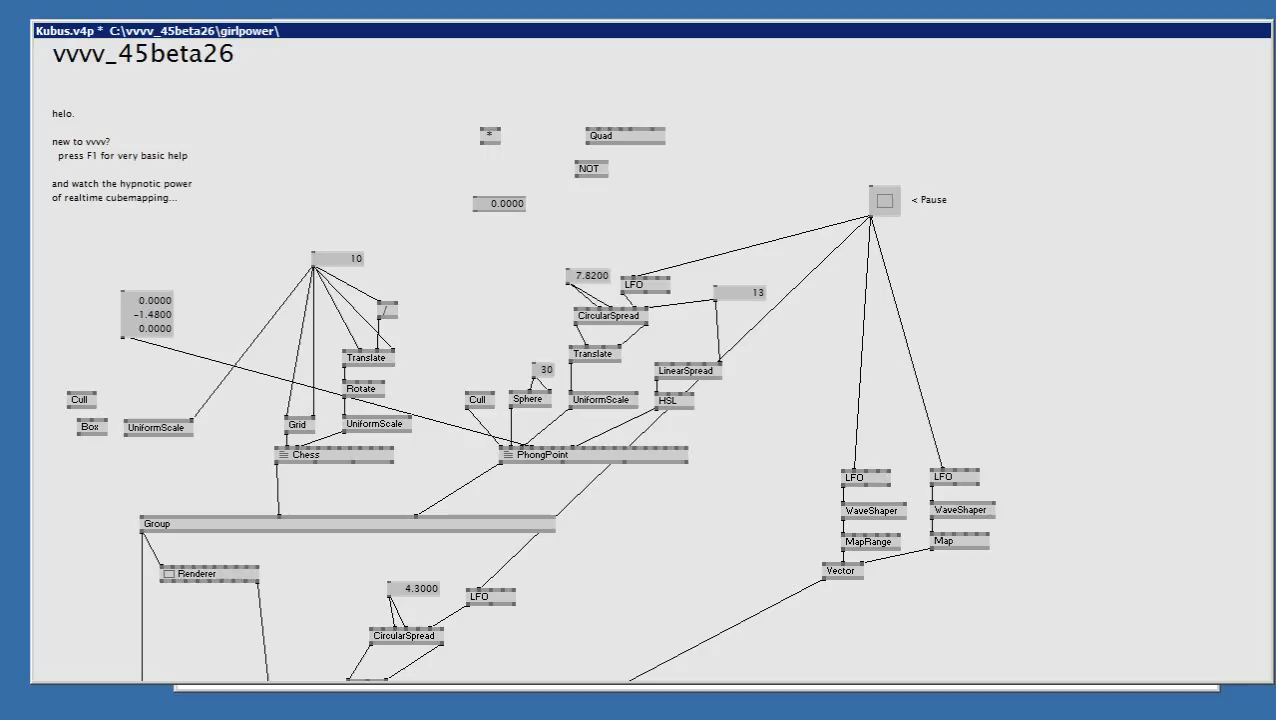 Kubus.v4p *  C:\vvvv_45beta26\girlpower\
vvvv_45beta26
helo.
new to vvvv?
press F1 for very basic help
and watch the hypnotic power
of realtime cubemapping...
*
Quad
NOT
0.0000
< Pause
10
0.0000
-1.4800
0.0000
/
7.8200
LFO
13
CircularSpread
Translate
Translate
LinearSpread
30
Rotate
Cull
Cull
Sphere
UniformScale
HSL
Box
UniformScale
Grid
UniformScale
Chess
PhongPoint
LFO
LFO
WaveShaper
WaveShaper
Group
MapRange
Map
Renderer
Vector
4.3000
LFO
CircularSpread